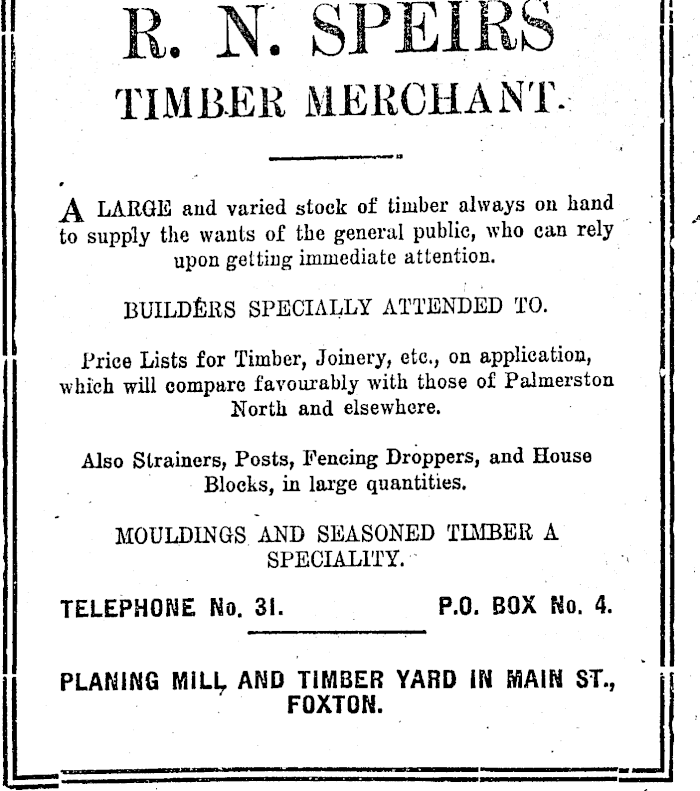 R. N. SPEIRS
TIMBER MERCHANT.
A LARGE and varied stock of timber always on hand
to supply the wants of the general public, who can rely
upon getting immediate attention.
BUILDERS SPECIALLY ATTENDED TO.
Price Lists for Timber, Joinery, etc., on application,
which will compare favourably with those of Palmerston
North and elsewhere.
Also Strainers, Posts, Fencing Droppers, and House
Blocks, in large quantities.
MOULDINGS AND SEASONED TIMBER A
SPECIALITY.
TELEPHONE No. 31. P.O. BOX No. 4.
PLANING MILL, AND TIMBER YARD IN MAIN ST.,
FOXTON.